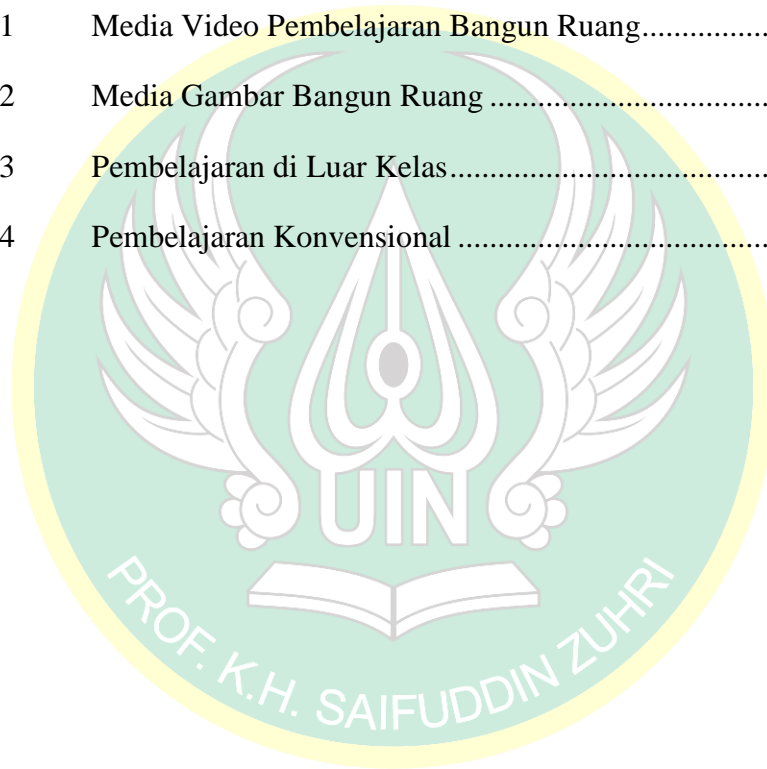 1 Media Video Pembelajaran Bangun Ruang................
2 Media Gambar Bangun Ruang ...................................
3 Pembelajaran di Luar Kelas........................................
4 Pembelajaran Konvensional .......................................
UIN
PROF. K.H. SAIFUDDIN ZUHRI